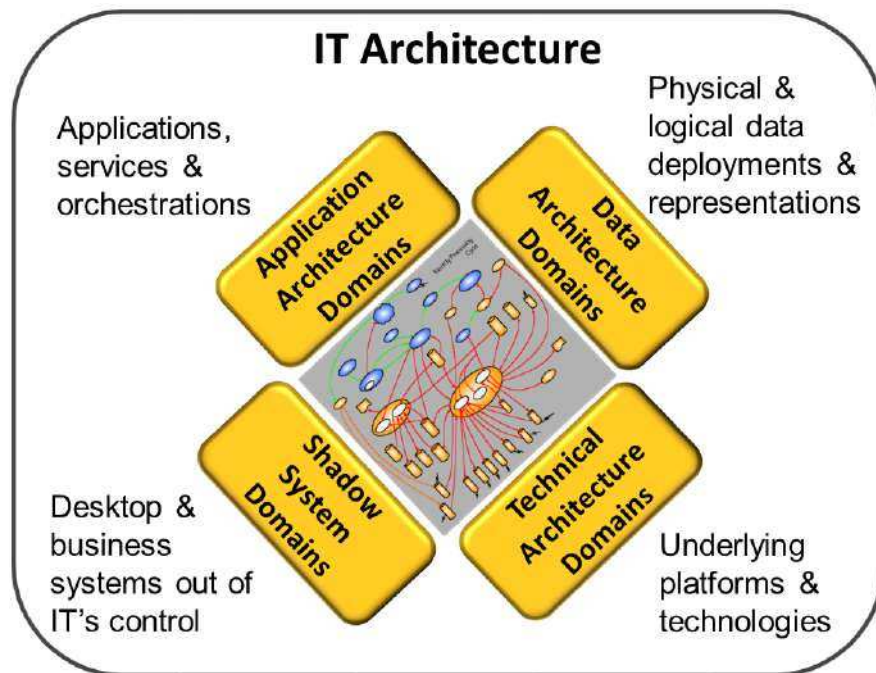 IT Architecture
Applications,
services &
orchestrations
Physical &
logical data
deployments &
representations
Application
Architecture
Domains
Data
Architecture
Domains
Cycle
Shadow
System
Domains
Technical
Architecture
Domains
Desktop &
business
systems out of
IT's control
Underlying
platforms &
technologies